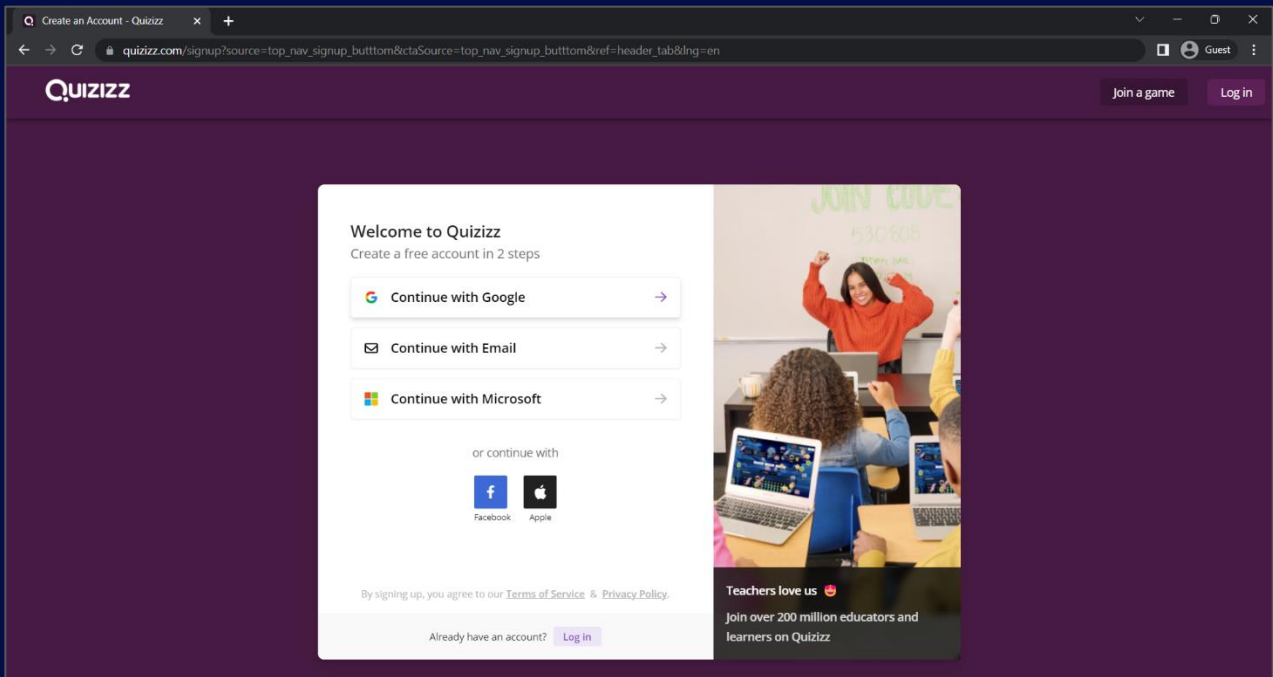 Create an Account - Quizizz
quizizz.com/signup?source=top_nav_signup_butttom&ctaSource=top_nav_signup_butttom&ref=header_tab&lng=en
Guest
QUIZIZZ
Join a game
Log in
Welcome to Quizizz
Create a free account in 2 steps
Continue with Google
Continue with Email
Continue with Microsoft
or continue with
Facebook
Apple
By signing up, you agree to our Terms of Service & Privacy Policy.
Already have an account? Log in
JOIN CODE
530808
Teachers love us
Join over 200 million educators and
learners on Quizizz